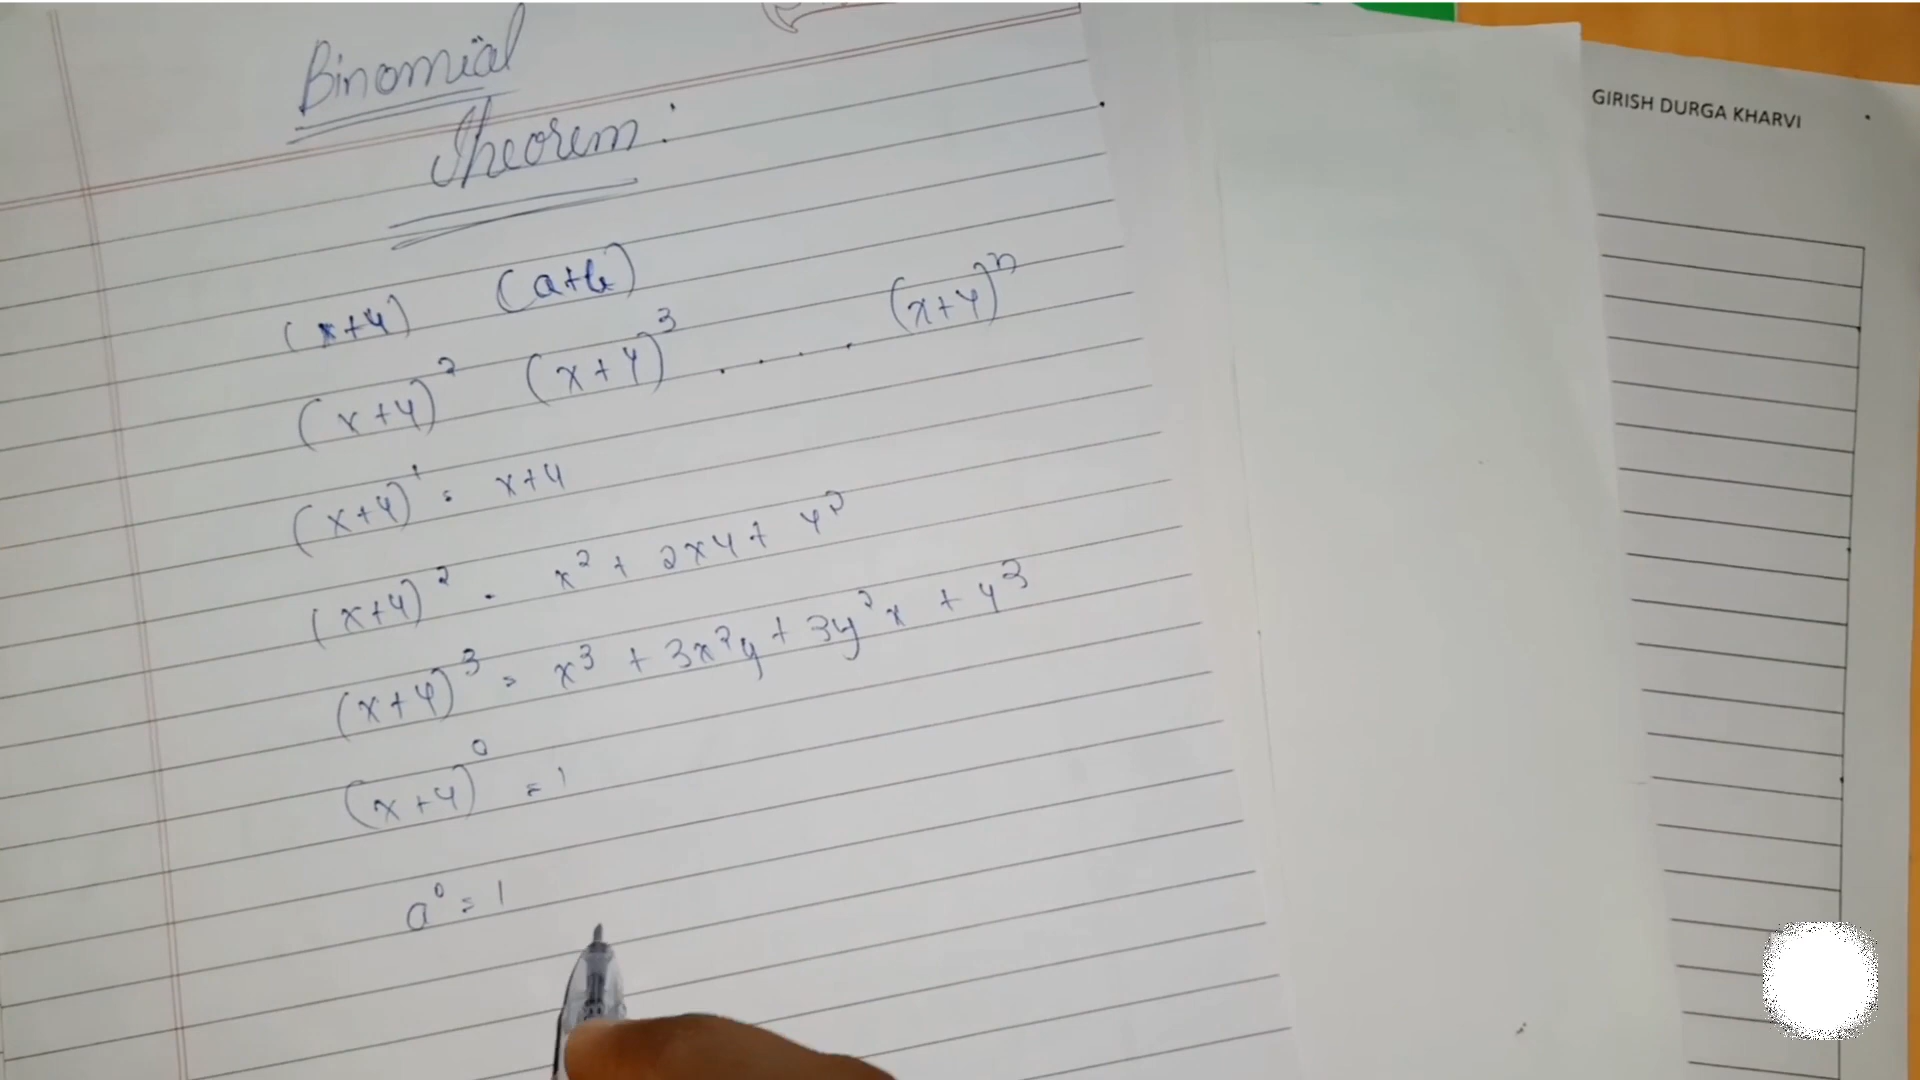 Binomial
Theorem :
GIRISH DURGA KHARVI
(x+y) (a+b)
(x+y)² (x+y)³ . . . . (x+y)ⁿ
(x+y)¹ = x+y
(x+y)² = x² + 2xy + y²
(x+y)³ = x³ + 3x²y + 3y²x + y³
(x+y)⁰ = 1
a⁰ = 1